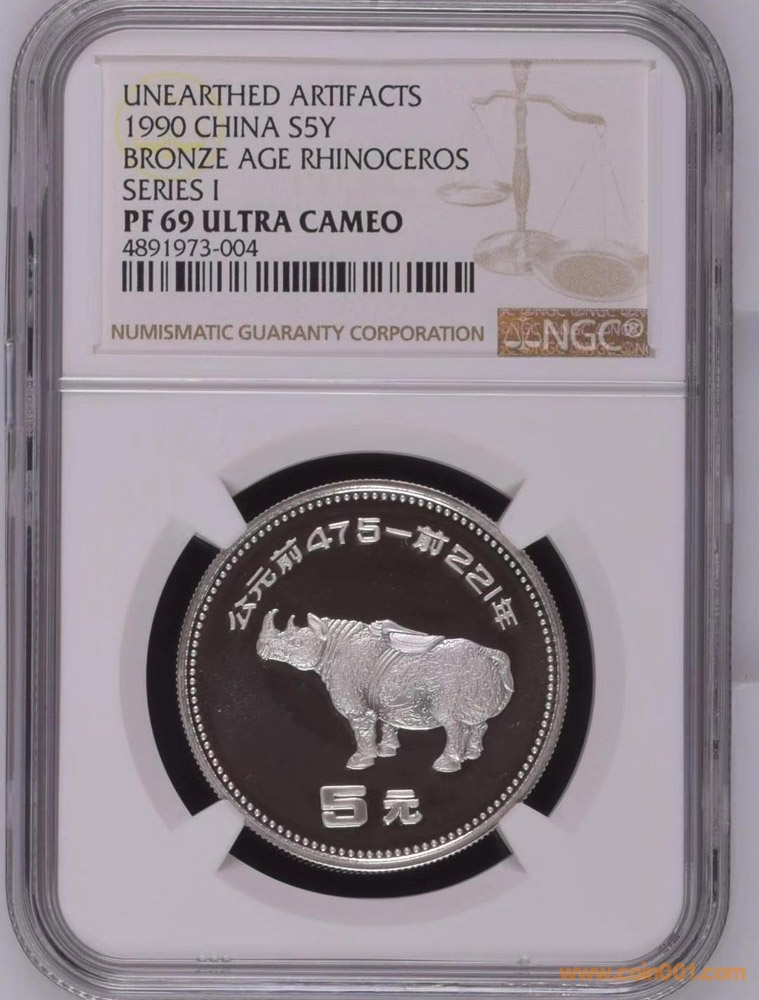 UNEARTHED ARTIFACTS
1990 CHINA S5Y
BRONZE AGE RHINOCEROS
SERIES I
PF 69 ULTRA CAMEO
4891973-004
NUMISMATIC GUARANTY CORPORATION
NGC
公元前475—前221年
5元
www.coin001.com